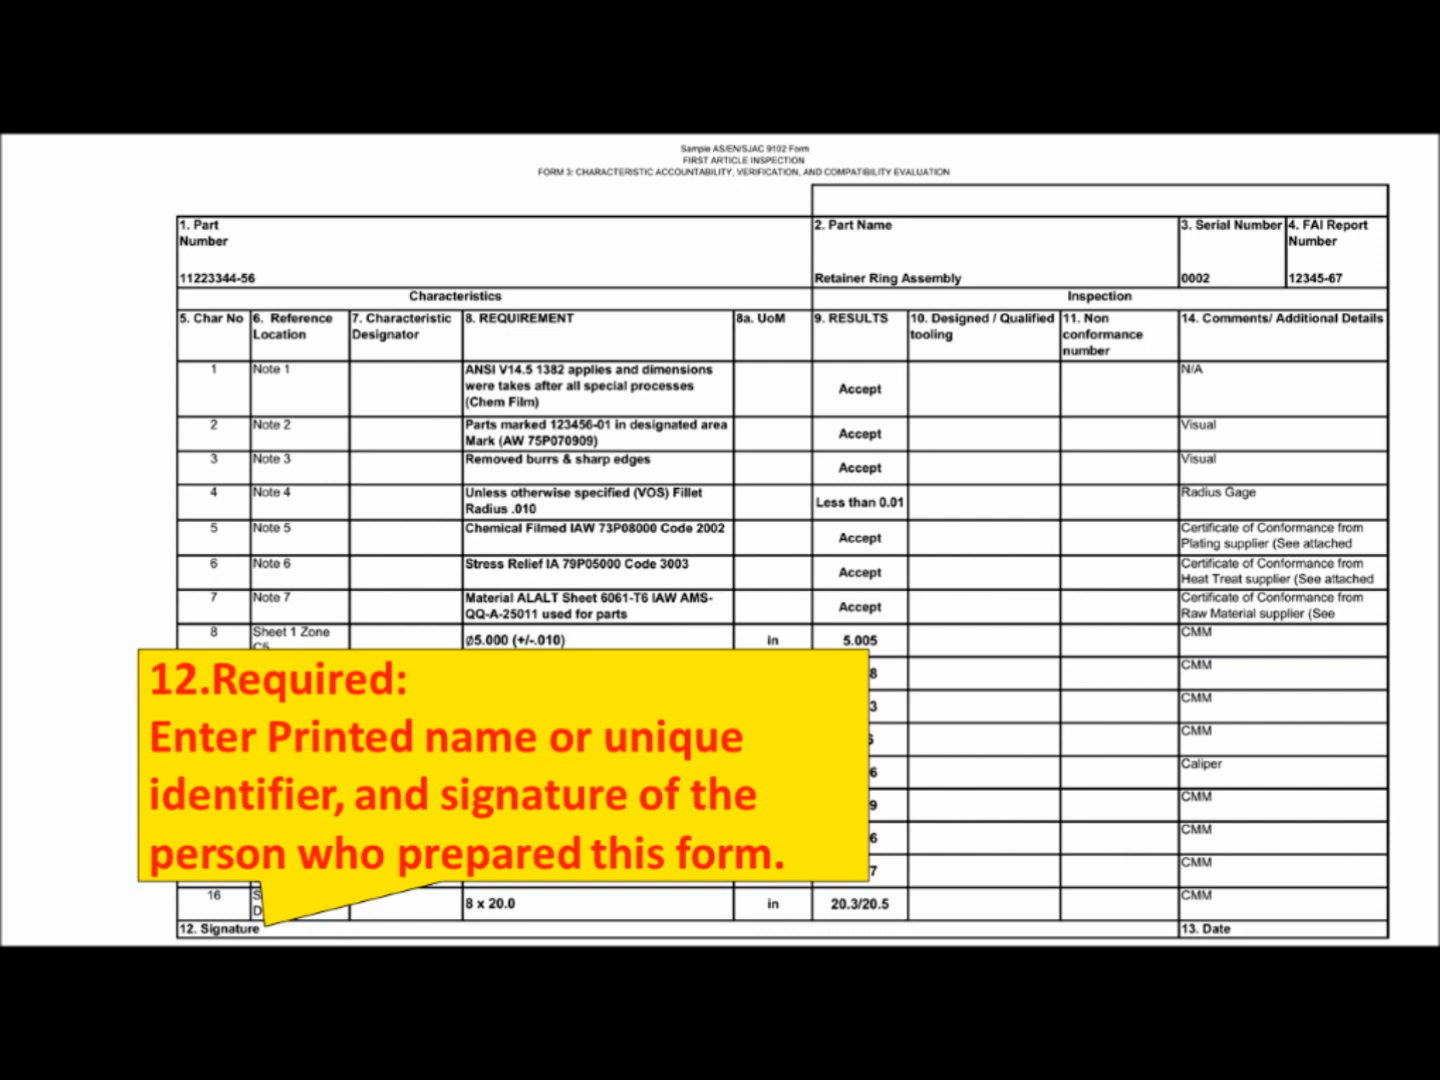 Sample AS/EN/SJAC 9102 Form
FIRST ARTICLE INSPECTION
FORM 3: CHARACTERISTIC ACCOUNTABILITY, VERIFICATION, AND COMPATIBILITY EVALUATION
1. Part
Number
11223344-56
2. Part Name
Retainer Ring Assembly
3. Serial Number
0002
4. FAI Report
Number
12345-67
Characteristics
Inspection
5. Char No
6. Reference
Location
7. Characteristic
Designator
8. REQUIREMENT
8a. UoM
9. RESULTS
10. Designed / Qualified
tooling
11. Non
conformance
number
14. Comments/ Additional Details
1
Note 1
ANSI V14.5 1382 applies and dimensions
were takes after all special processes
(Chem Film)
Accept
N/A
2
Note 2
Parts marked 123456-01 in designated area
Mark (AW 75P070909)
Accept
Visual
3
Note 3
Removed burrs & sharp edges
Accept
Visual
4
Note 4
Unless otherwise specified (VOS) Fillet
Radius .010
Less than 0.01
Radius Gage
5
Note 5
Chemical Filmed IAW 73P08000 Code 2002
Accept
Certificate of Conformance from
Plating supplier (See attached
6
Note 6
Stress Relief IA 79P05000 Code 3003
Accept
Certificate of Conformance from
Heat Treat supplier (See attached
7
Note 7
Material ALALT Sheet 6061-T6 IAW AMS-
QQ-A-25011 used for parts
Accept
Certificate of Conformance from
Raw Material supplier (See
8
Sheet 1 Zone
C5
ø5.000 (+/-.010)
in
5.005
CMM
8
CMM
3
CMM
CMM
6
Caliper
9
CMM
6
CMM
7
CMM
12.Required:
Enter Printed name or unique
identifier, and signature of the
person who prepared this form.
16
S
D
8 x 20.0
in
20.3/20.5
CMM
12. Signature
13. Date